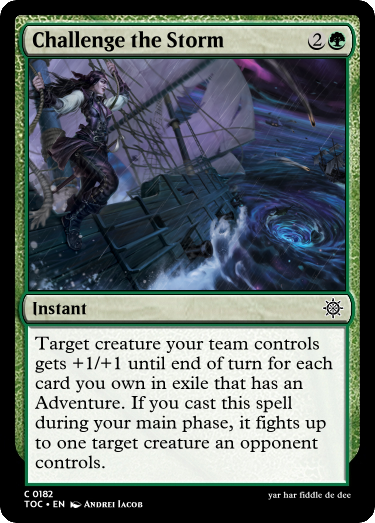 Challenge the Storm 2
Instant
Target creature your team controls
gets +1/+1 until end of turn for each
card you own in exile that has an
Adventure. If you cast this spell
during your main phase, it fights up
to one target creature an opponent
controls.
C 0182
TOC • EN Andrei Iacob
yar har fiddle de dee